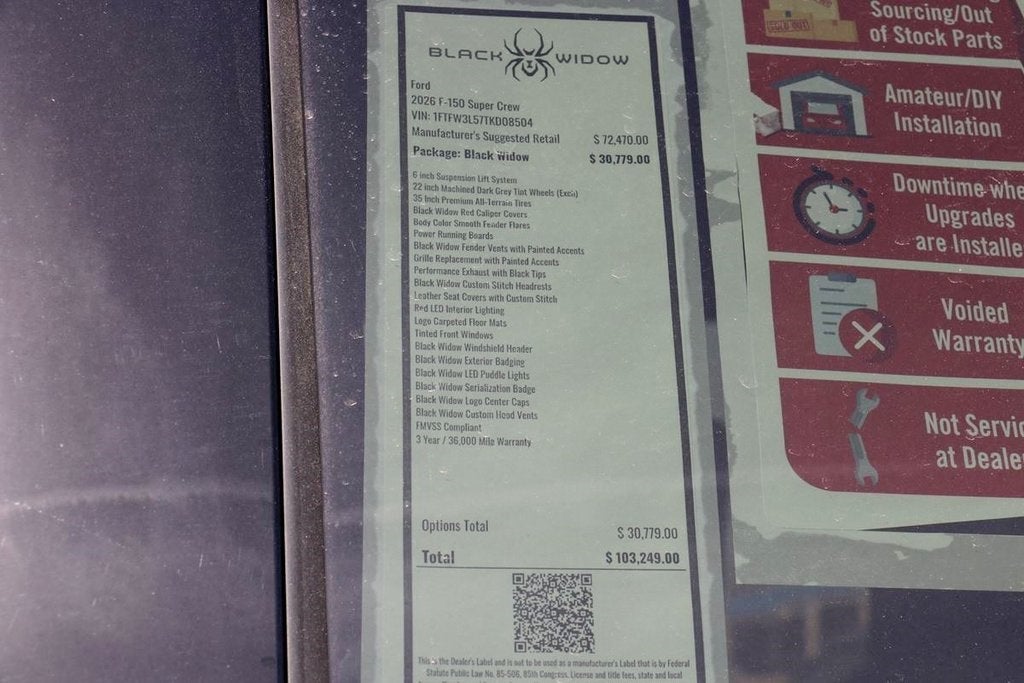 BLACK WIDOW
Ford
2026 F-150 Super Crew
VIN: 1FTFW3L57TKD08504
Manufacturer's Suggested Retail $ 72,470.00
Package: Black Widow $ 30,779.00
6 inch Suspension Lift System
22 inch Machined Dark Grey Tint Wheels
35 Inch Premium All-Terrain Tires
Black Widow Red Caliper Covers
Body Color Smooth Fender Flares
Power Running Boards
Black Widow Fender Vents with Painted Accents
Grille Replacement with Painted Accents
Performance Exhaust with Black Tips
Black Widow Custom Stitch Headrests
Leather Seat Covers with Custom Stitch
Red LED Interior Lighting
Logo Carpeted Floor Mats
Tinted Front Windows
Black Widow Windshield Header
Black Widow Exterior Badging
Black Widow LED Puddle Lights
Black Widow Serialization Badge
Black Widow Logo Center Caps
Black Widow Custom Hood Vents
FMVSS Compliant
3 Year / 36,000 Mile Warranty
Options Total $ 30,779.00
Total $ 103,249.00
This is the Dealer's Label and is not to be used as a manufacturer's Label that is by Federal
Statute Public Law No. 85-506, 85th Congress. License and title fees, state and local
SOLD OUT
Sourcing/Out
of Stock Parts
Amateur/DIY
Installation
Downtime whe
Upgrades
are Installe
Voided
Warranty
Not Servic
at Deale